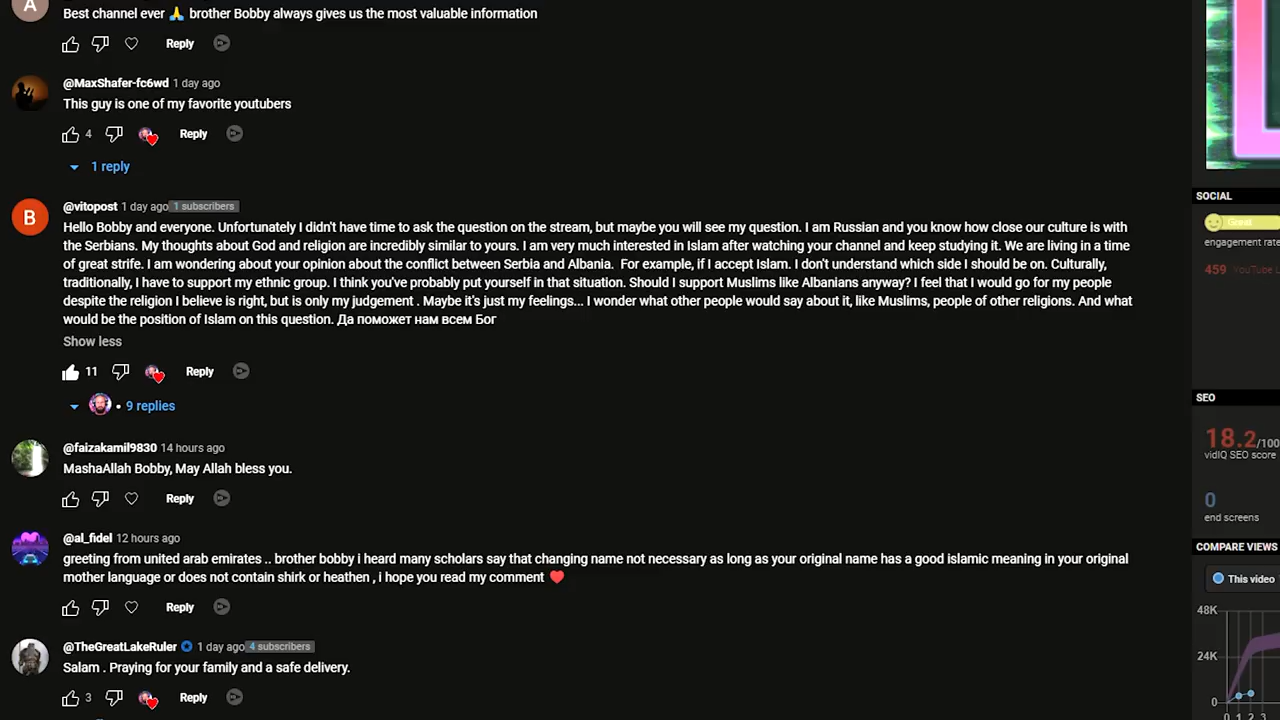 A
Best channel ever 🙏 brother Bobby always gives us the most valuable information
Reply
@MaxShafer-fc6wd 1 day ago
This guy is one of my favorite youtubers
4 Reply
1 reply
B
@vitopost 1 day ago 1 subscribers
Hello Bobby and everyone. Unfortunately I didn't have time to ask the question on the stream, but maybe you will see my question. I am Russian and you know how close our culture is with
the Serbians. My thoughts about God and religion are incredibly similar to yours. I am very much interested in Islam after watching your channel and keep studying it. We are living in a time
of great strife. I am wondering about your opinion about the conflict between Serbia and Albania.  For example, if I accept Islam. I don't understand which side I should be on. Culturally,
traditionally, I have to support my ethnic group. I think you've probably put yourself in that situation. Should I support Muslims like Albanians anyway? I feel that I would go for my people
despite the religion I believe is right, but is only my judgement . Maybe it's just my feelings... I wonder what other people would say about it, like Muslims, people of other religions. And what
would be the position of Islam on this question. Да поможет нам всем Бог
Show less
11 Reply
• 9 replies
@faizakamil9830 14 hours ago
MashaAllah Bobby, May Allah bless you.
Reply
@al_fidel 12 hours ago
greeting from united arab emirates .. brother bobby i heard many scholars say that changing name not necessary as long as your original name has a good islamic meaning in your original
mother language or does not contain shirk or heathen , i hope you read my comment ❤️
Reply
@TheGreatLakeRuler 1 day ago 4 subscribers
Salam . Praying for your family and a safe delivery.
3 Reply
SOCIAL
Great
engagement rate
459 YouTube
SEO
18.2/100
vidIQ SEO score
0
end screens
COMPARE VIEWS
This video
48K
24K
0
0 1 2 3